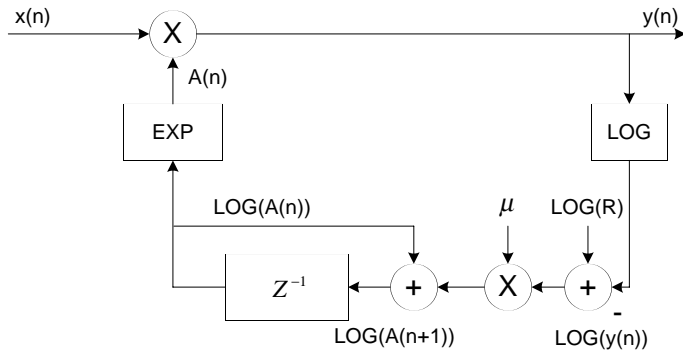 x(n)
y(n)
X
A(n)
EXP
LOG
LOG(A(n))
μ
LOG(R)
Z⁻¹
+
X
+
-
LOG(A(n+1))
LOG(y(n))